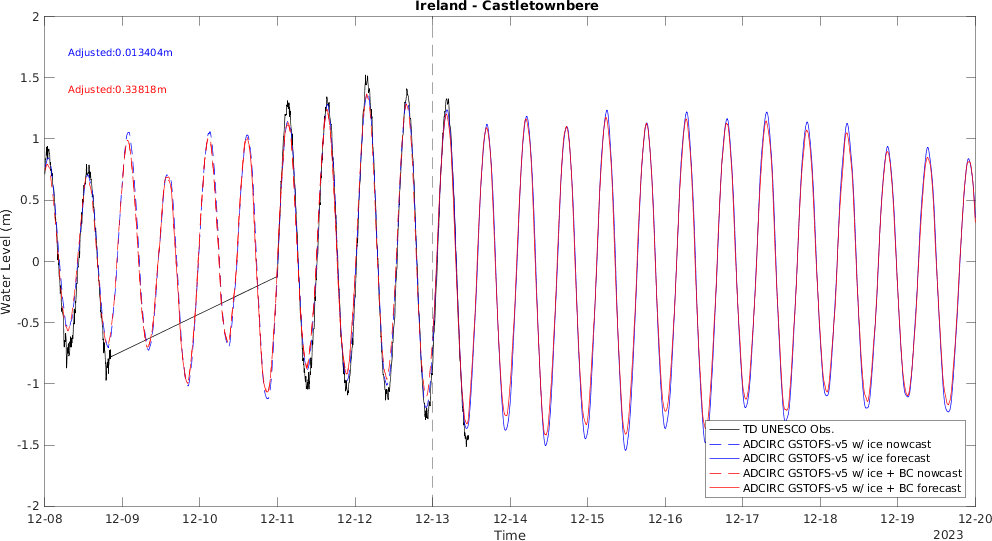 Ireland - Castletownbere
Adjusted:0.013404m
Adjusted:0.33818m
Water Level (m)
2
1.5
1
0.5
0
-0.5
-1
-1.5
-2
TD UNESCO Obs.
ADCIRC GSTOFS-v5 w/ ice nowcast
ADCIRC GSTOFS-v5 w/ ice forecast
ADCIRC GSTOFS-v5 w/ ice + BC nowcast
ADCIRC GSTOFS-v5 w/ ice + BC forecast
12-08 12-09 12-10 12-11 12-12 12-13 12-14 12-15 12-16 12-17 12-18 12-19 12-20
Time
2023